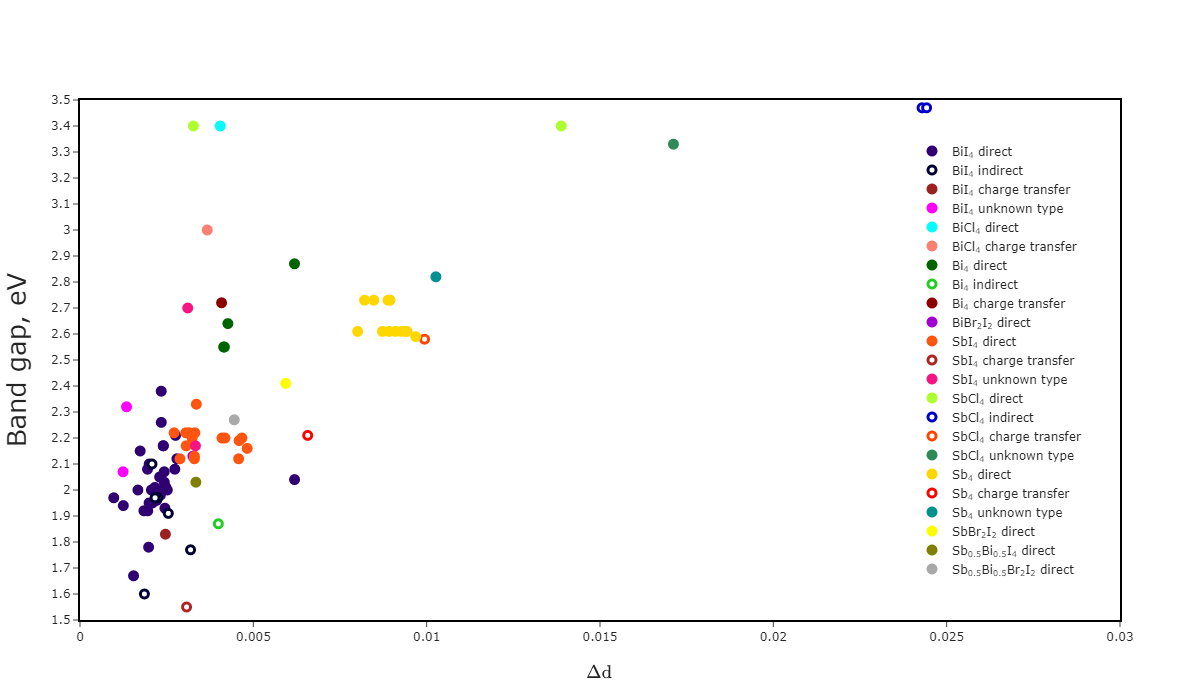 3.5
3.4
3.3
3.2
3.1
3
2.9
2.8
2.7
2.6
2.5
2.4
2.3
2.2
2.1
2
1.9
1.8
1.7
1.6
1.5
Band gap, eV
BiI₄ direct
BiI₄ indirect
BiI₄ charge transfer
BiI₄ unknown type
BiCl₄ direct
BiCl₄ charge transfer
Bi₄ direct
Bi₄ indirect
Bi₄ charge transfer
BiBr₂I₂ direct
SbI₄ direct
SbI₄ charge transfer
SbI₄ unknown type
SbCl₄ direct
SbCl₄ indirect
SbCl₄ charge transfer
SbCl₄ unknown type
Sb₄ direct
Sb₄ charge transfer
Sb₄ unknown type
SbBr₂I₂ direct
Sb₀.₅Bi₀.₅I₄ direct
Sb₀.₅Bi₀.₅Br₂I₂ direct
0 0.005 0.01 0.015 0.02 0.025 0.03
Δd